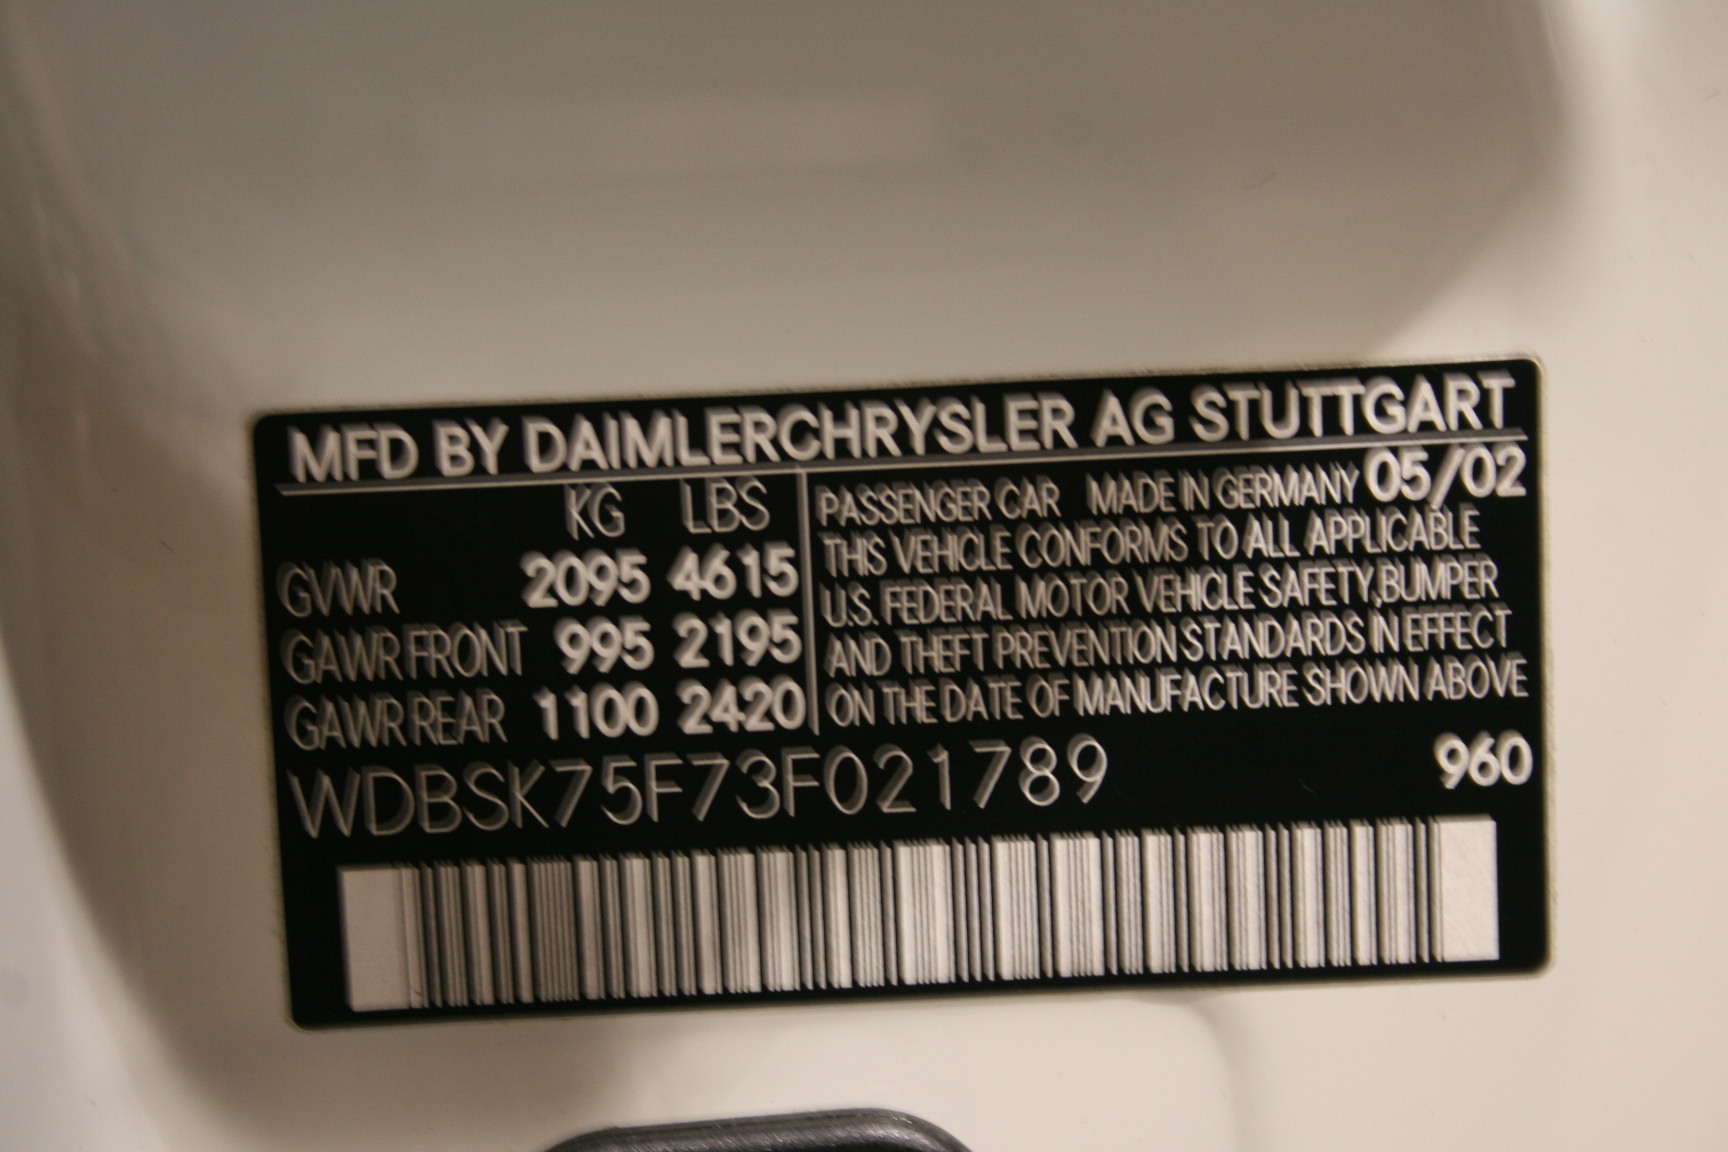 MFD BY DAIMLERCHRYSLER AG STUTTGART
KG LBS
GVWR 2095 4615
GAWR FRONT 995 2195
GAWR REAR 1100 2420
PASSENGER CAR MADE IN GERMANY 05/02
THIS VEHICLE CONFORMS TO ALL APPLICABLE
U.S. FEDERAL MOTOR VEHICLE SAFETY,BUMPER
AND THEFT PREVENTION STANDARDS IN EFFECT
ON THE DATE OF MANUFACTURE SHOWN ABOVE
WDBSK75F73F021789 960